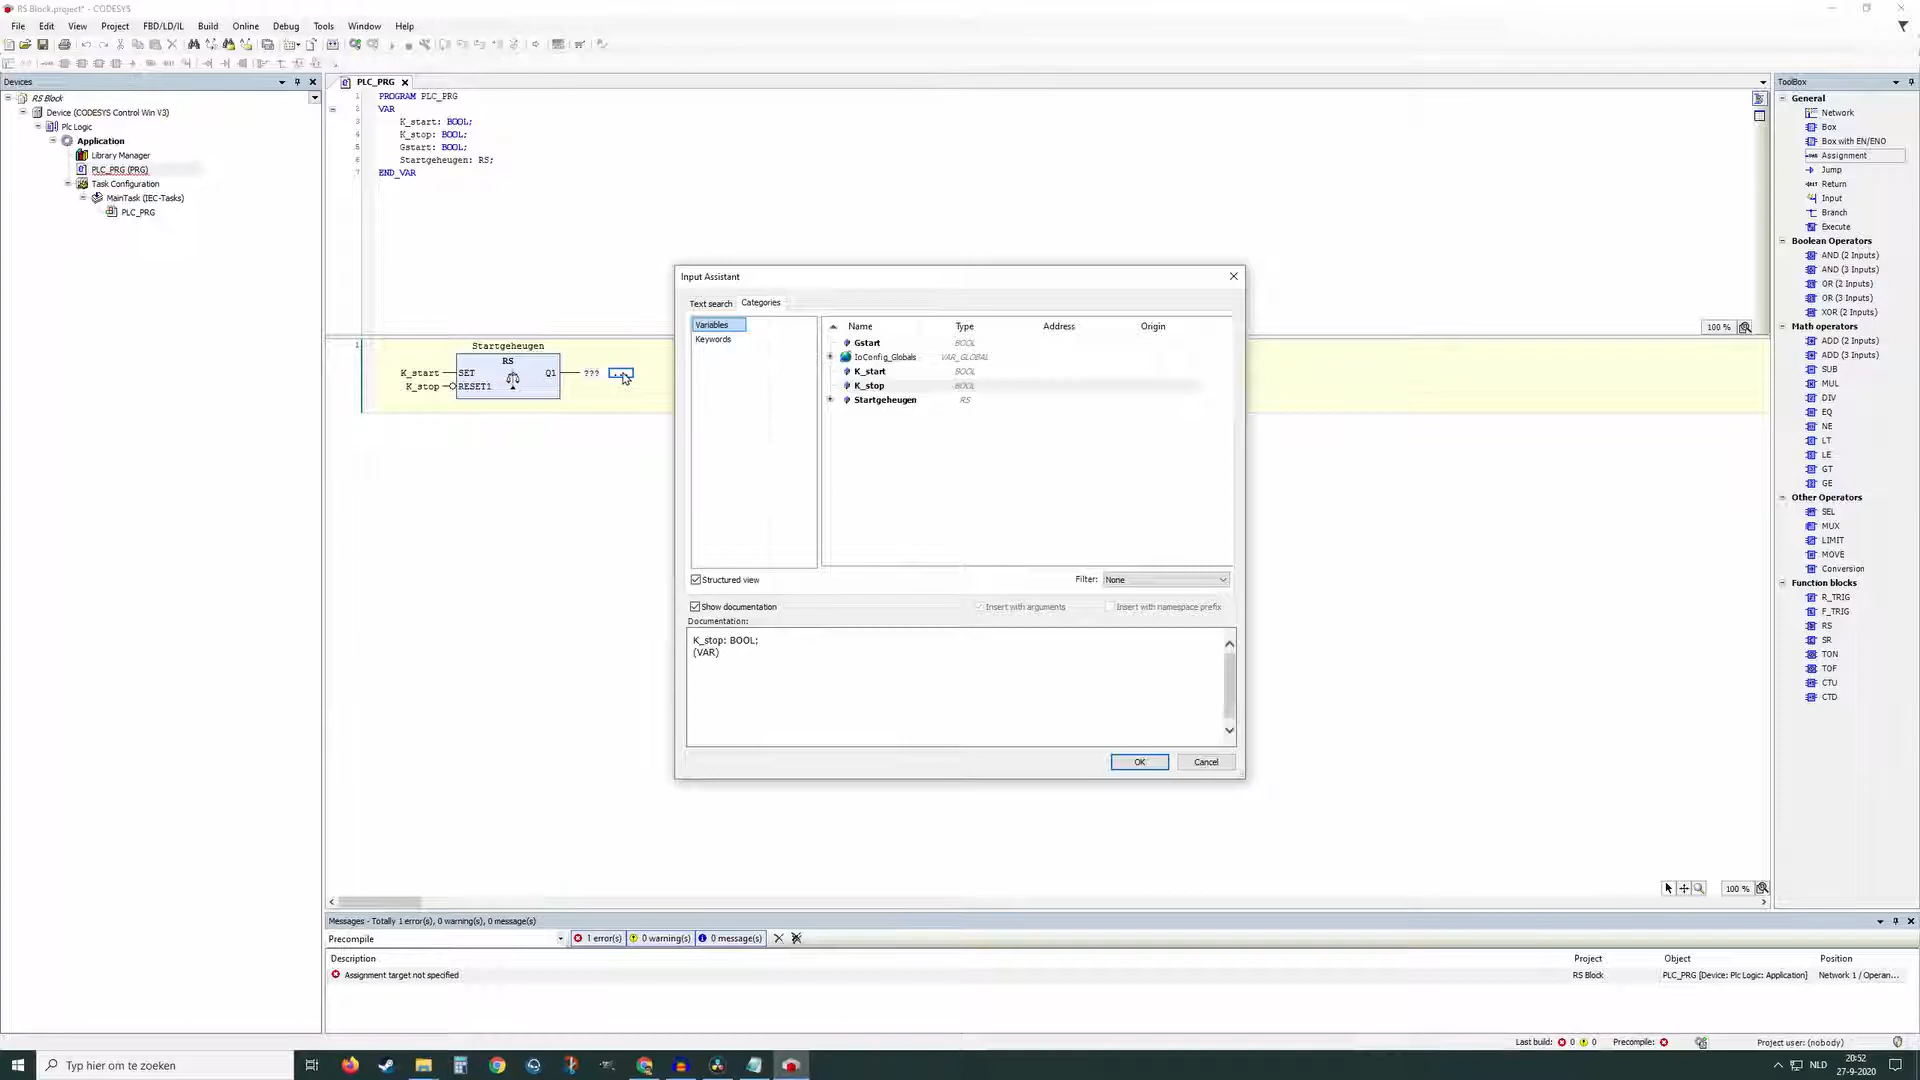 RS Block.project* - CODESYS
File Edit View Project FBD/LD/IL Build Online Debug Tools Window Help
Devices
RS Block
Device (CODESYS Control Win V3)
Plc Logic
Application
Library Manager
PLC_PRG (PRG)
Task Configuration
MainTask (IEC-Tasks)
PLC_PRG
PLC_PRG
1 PROGRAM PLC_PRG
2 VAR
3 K_start: BOOL;
4 K_stop: BOOL;
5 Gstart: BOOL;
6 Startgeheugen: RS;
7 END_VAR
100 %
1
Startgeheugen
RS
K_start SET Q1 ???
K_stop RESET1
Input Assistant
Text search Categories
Variables
Keywords
Name Type Address Origin
Gstart BOOL
IoConfig_Globals VAR_GLOBAL
K_start BOOL
K_stop BOOL
Startgeheugen RS
Structured view
Filter: None
Show documentation Insert with arguments Insert with namespace prefix
Documentation:
K_stop: BOOL;
(VAR)
OK Cancel
100 %
ToolBox
General
Network
Box
Box with EN/ENO
Assignment
Jump
Return
Input
Branch
Execute
Boolean Operators
AND (2 Inputs)
AND (3 Inputs)
OR (2 Inputs)
OR (3 Inputs)
XOR (2 Inputs)
Math operators
ADD (2 Inputs)
ADD (3 Inputs)
SUB
MUL
DIV
EQ
NE
LT
LE
GT
GE
Other Operators
SEL
MUX
LIMIT
MOVE
Conversion
Function blocks
R_TRIG
F_TRIG
RS
SR
TON
TOF
CTU
CTD
Messages - Totally 1 error(s), 0 warning(s), 0 message(s)
Precompile 1 error(s) 0 warning(s) 0 message(s)
Description Project Object Position
Assignment target not specified RS Block PLC_PRG [Device: Plc Logic: Application] Network 1 / Operan...
Last build: 0 0 Precompile: Project user: (nobody)
Typ hier om te zoeken
NLD
20:52
27-9-2020